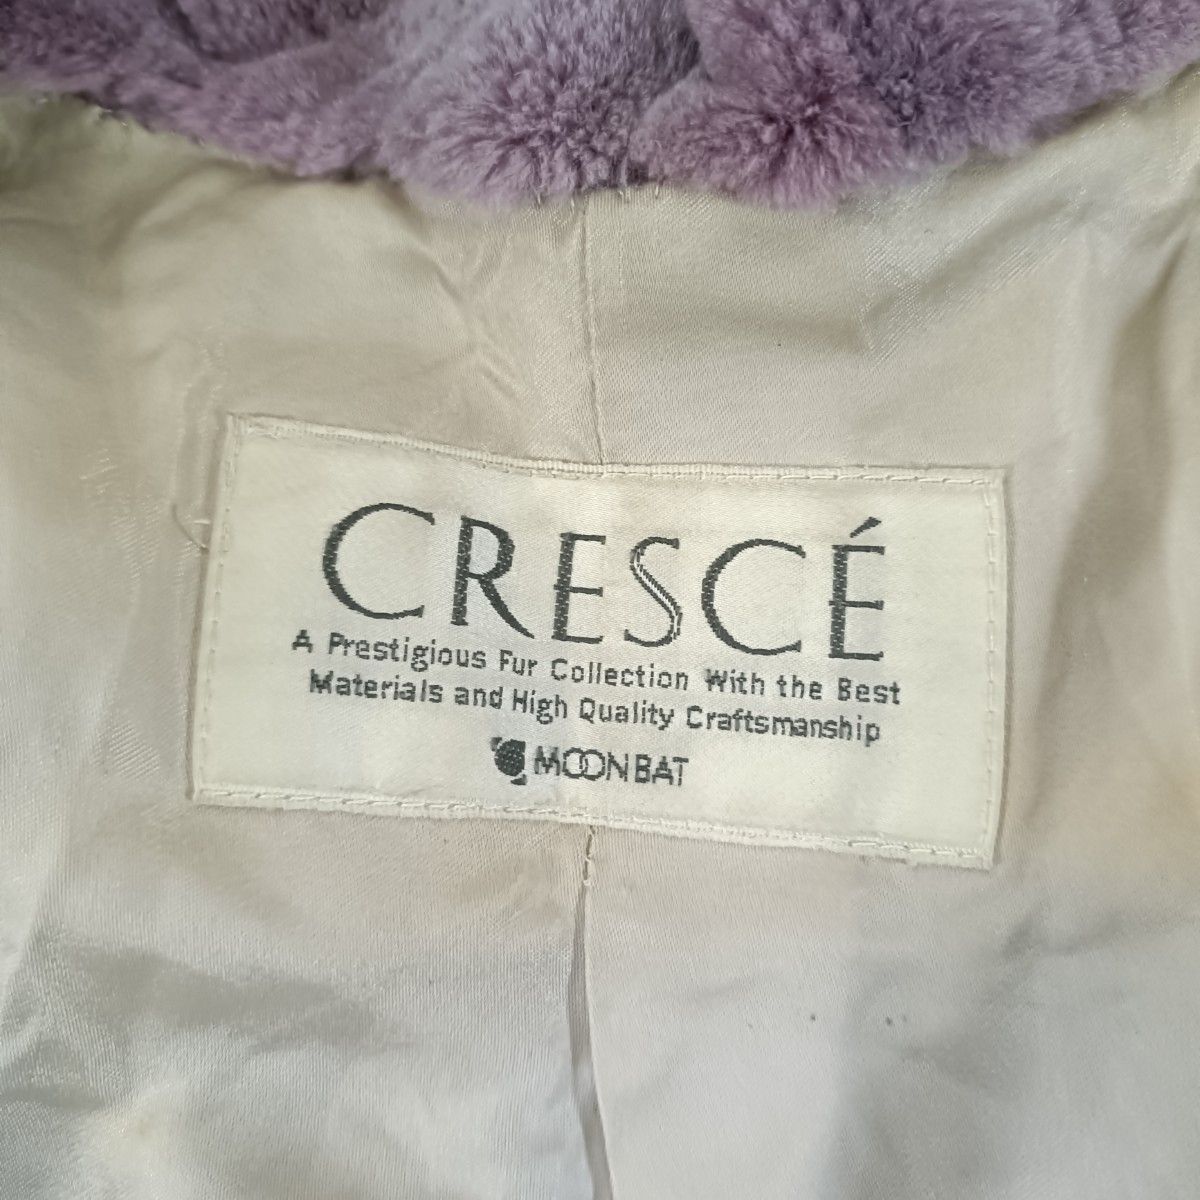 CRESCÉ
A Prestigious Fur Collection With the Best
Materials and High Quality Craftsmanship
MOONBAT